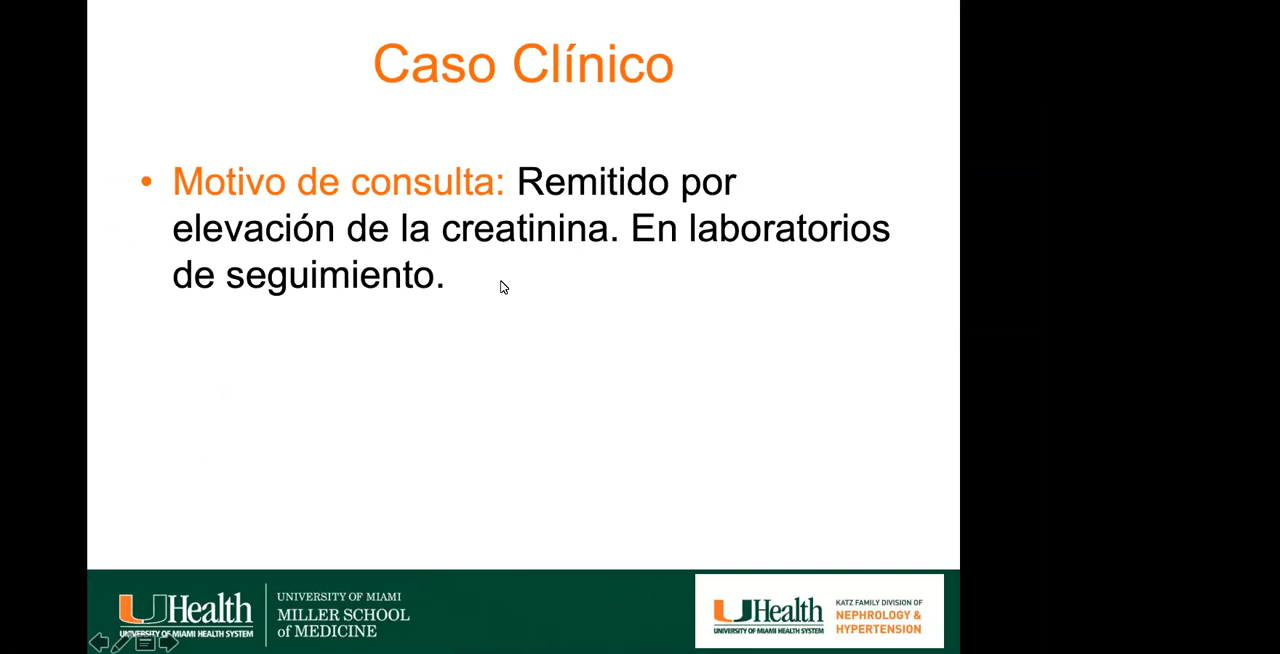 Caso Clínico
• Motivo de consulta: Remitido por
elevación de la creatinina. En laboratorios
de seguimiento.
UHealth
UNIVERSITY OF MIAMI HEALTH SYSTEM
UNIVERSITY OF MIAMI
MILLER SCHOOL
of MEDICINE
UHealth
UNIVERSITY OF MIAMI HEALTH SYSTEM
KATZ FAMILY DIVISION OF
NEPHROLOGY &
HYPERTENSION